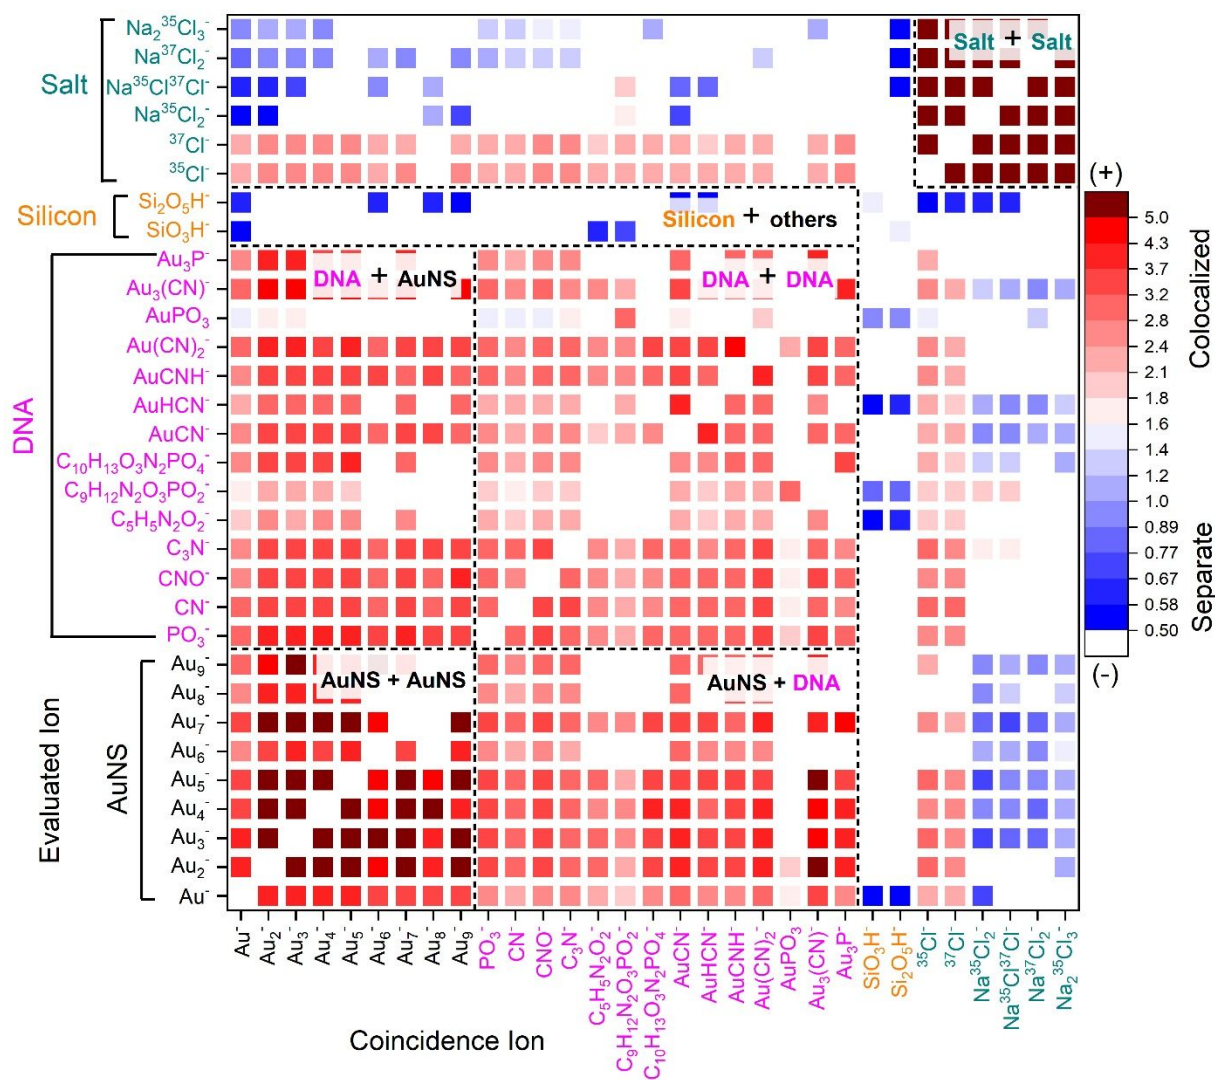 Na₂³⁵Cl₃⁻
Na³⁷Cl₂⁻
Na³⁵Cl³⁷Cl⁻
Na³⁵Cl₂⁻
³⁷Cl⁻
³⁵Cl⁻
Salt
Salt + Salt
Si₂O₅H⁻
SiO₃H⁻
Silicon
Silicon + others
Au₃P⁻
Au₃(CN)⁻
AuPO₃
Au(CN)₂⁻
AuCNH⁻
AuHCN⁻
AuCN⁻
C₁₀H₁₃O₃N₂PO₄⁻
C₉H₁₂N₂O₃PO₂⁻
C₅H₅N₂O₂⁻
C₃N⁻
CNO⁻
CN⁻
PO₃⁻
DNA
DNA + AuNS
DNA + DNA
Au₉⁻
Au₈⁻
Au₇⁻
Au₆⁻
Au₅⁻
Au₄⁻
Au₃⁻
Au₂⁻
Au⁻
AuNS
Evaluated Ion
AuNS + AuNS
AuNS + DNA
(+)
5.0
4.3
3.7
3.2
2.8
2.4
2.1
1.8
1.6
1.4
1.2
1.0
0.89
0.77
0.67
0.58
0.50
(-)
Colocalized
Separate
Au⁻
Au₂⁻
Au₃⁻
Au₄⁻
Au₅⁻
Au₆⁻
Au₇⁻
Au₈⁻
Au₉⁻
PO₃⁻
CN⁻
CNO⁻
C₃N⁻
C₅H₅N₂O₂⁻
C₉H₁₂N₂O₃PO₂⁻
C₁₀H₁₃O₃N₂PO₄⁻
AuCN⁻
AuHCN⁻
AuCNH⁻
Au(CN)₂⁻
AuPO₃
Au₃(CN)⁻
Au₃P⁻
SiO₃H⁻
Si₂O₅H⁻
³⁵Cl⁻
³⁷Cl⁻
Na³⁵Cl₂⁻
Na³⁵Cl³⁷Cl⁻
Na³⁷Cl₂⁻
Na₂³⁵Cl₃⁻
Coincidence Ion